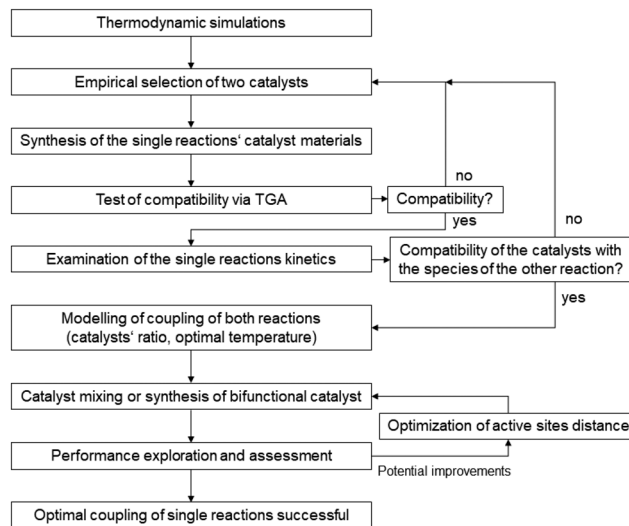 Thermodynamic simulations
Empirical selection of two catalysts
Synthesis of the single reactions‘ catalyst materials
no
Test of compatibility via TGA
Compatibility?
yes
no
Examination of the single reactions kinetics
Compatibility of the catalysts with
the species of the other reaction?
yes
Modelling of coupling of both reactions
(catalysts‘ ratio, optimal temperature)
Catalyst mixing or synthesis of bifunctional catalyst
Optimization of active sites distance
Performance exploration and assessment
Potential improvements
Optimal coupling of single reactions successful